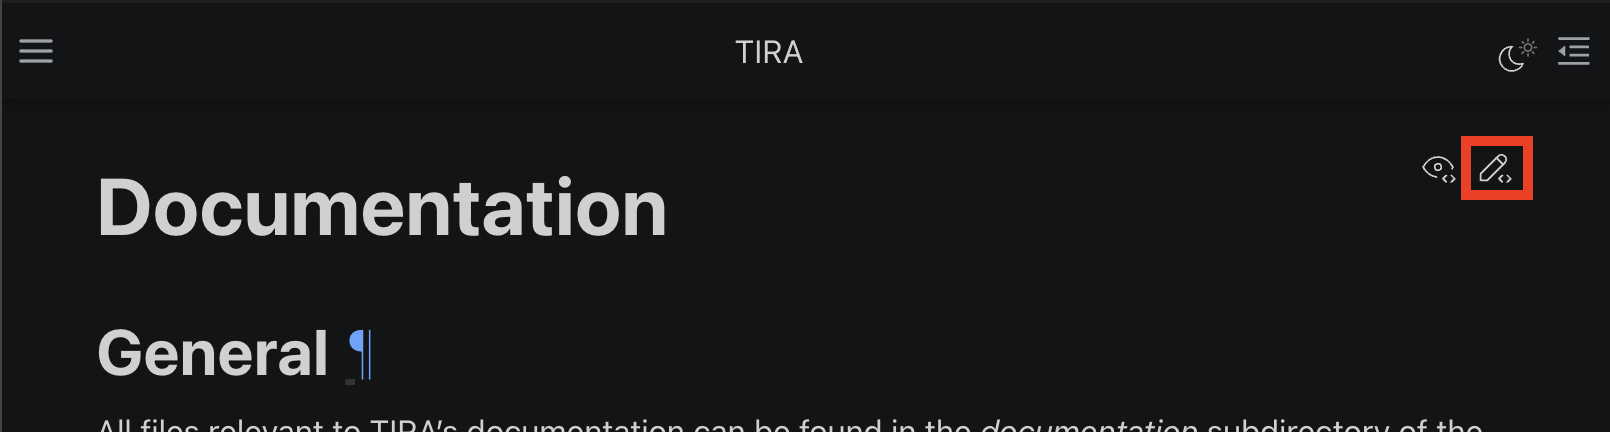 TIRA
Documentation
General ¶
All files relevant to TIRA's documentation can be found in the documentation subdirectory of the